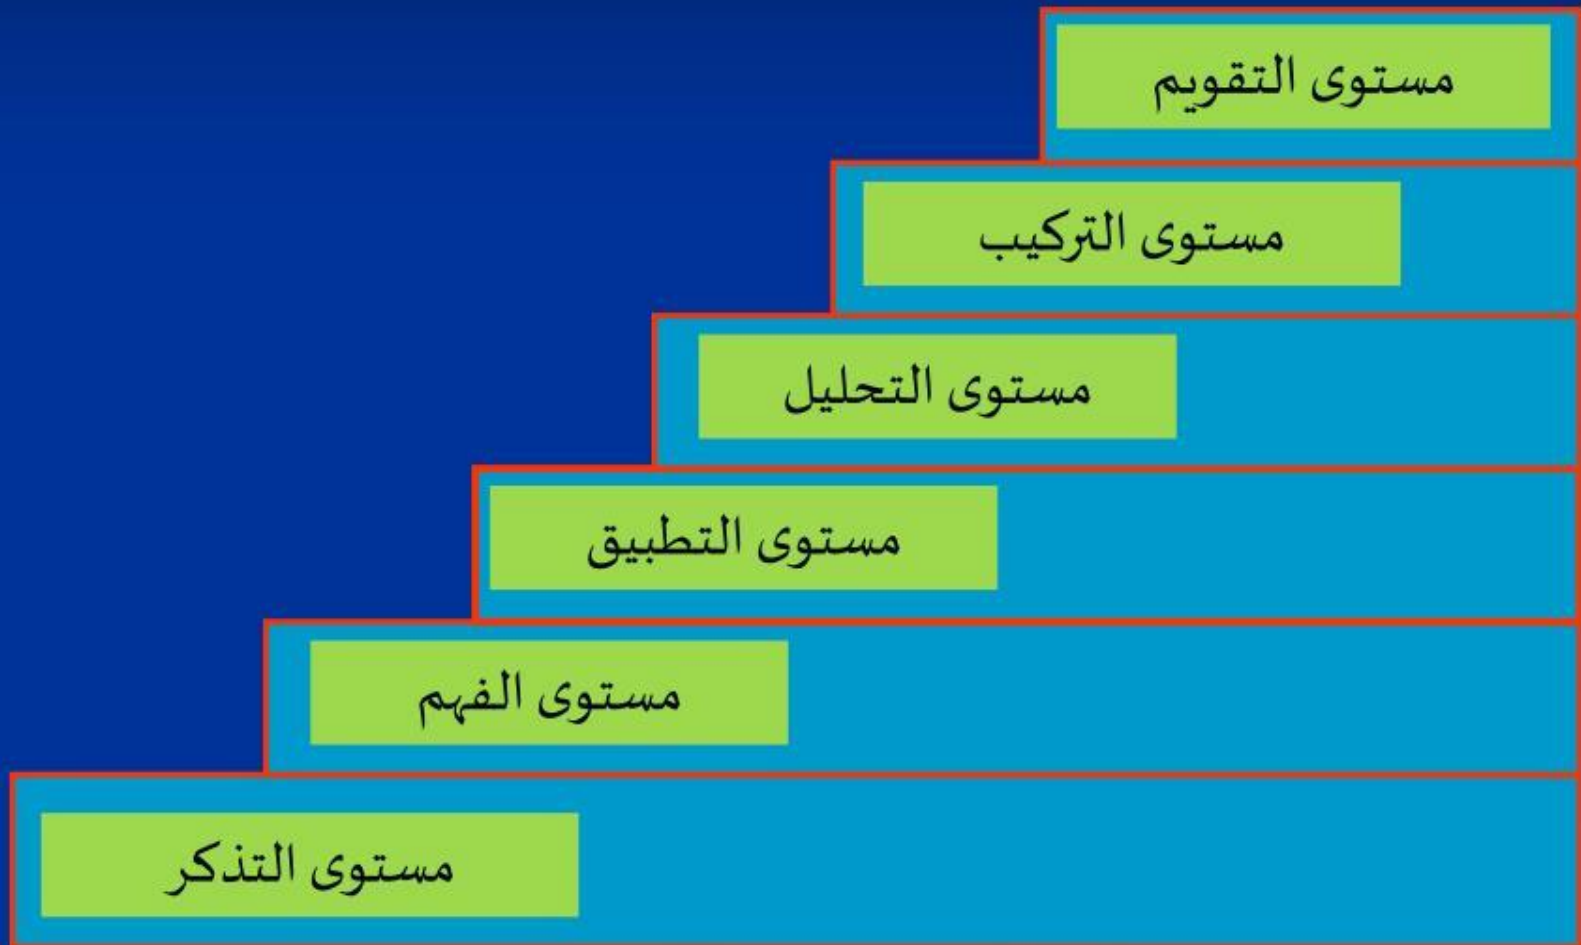 مستوى التقويم
مستوى التركيب
مستوى التحليل
مستوى التطبيق
مستوى الفهم
مستوى التذكر